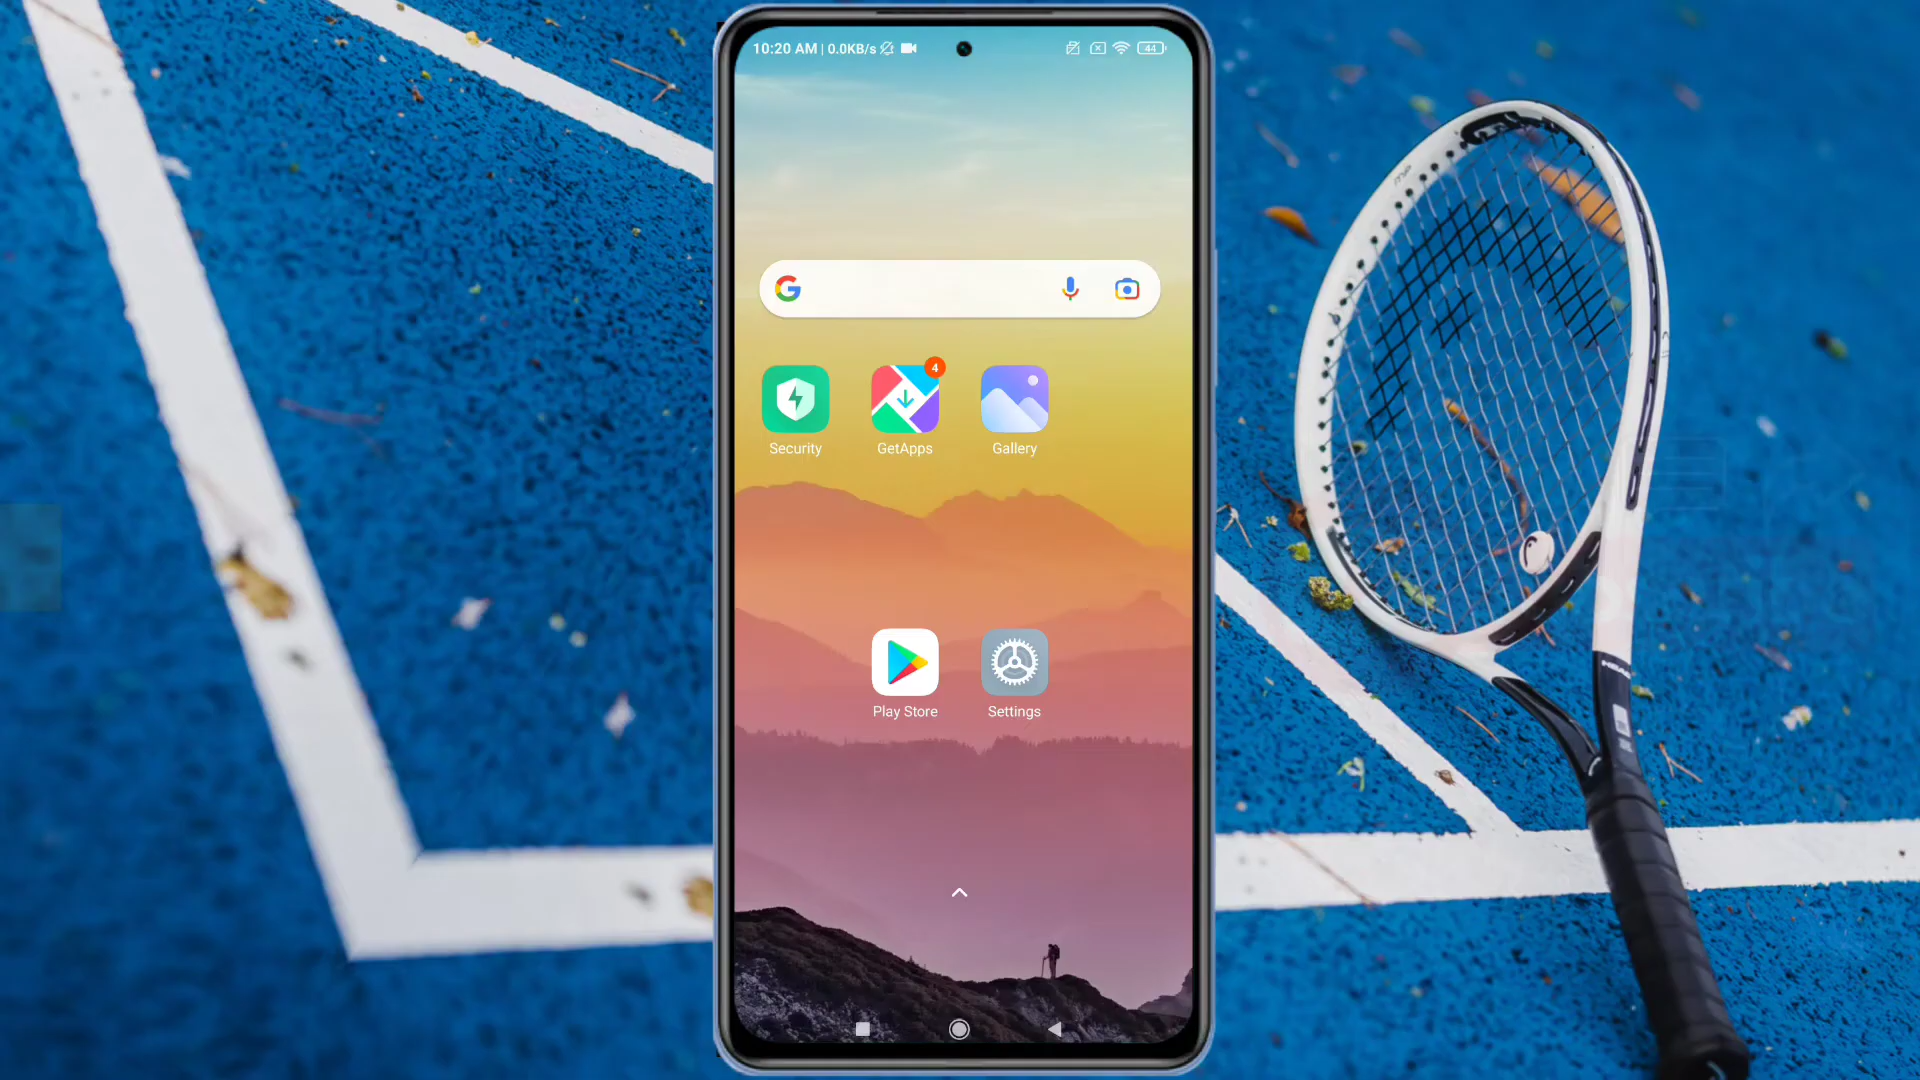 10:20 AM | 0.0KB/s
44
4
Security
GetApps
Gallery
Play Store
Settings